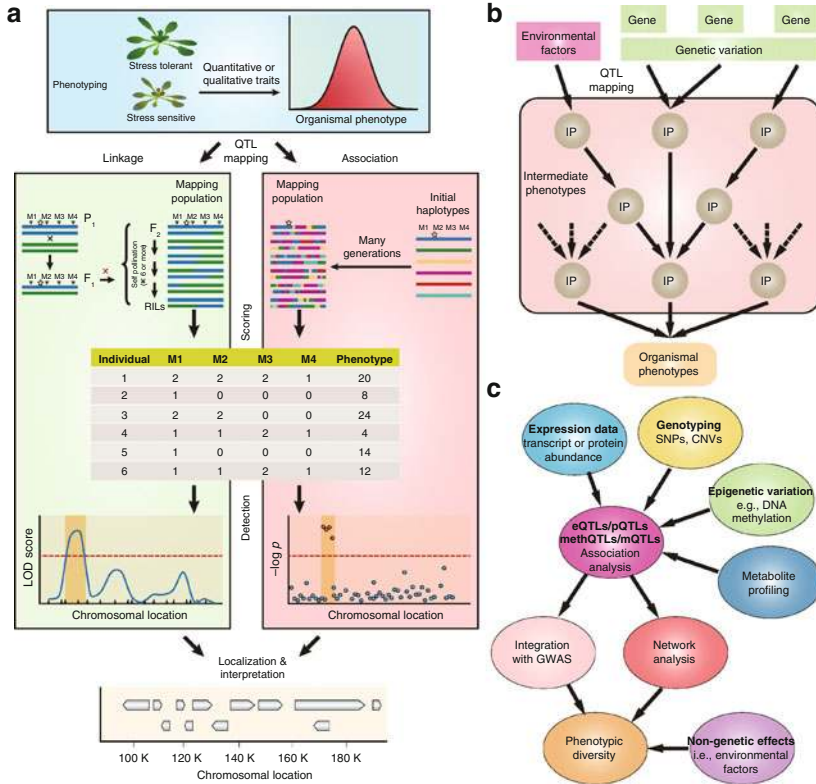 a
Phenotyping
Stress tolerant
Stress sensitive
Quantitative or
qualitative traits
Organismal phenotype
QTL
mapping
Linkage
Association
Mapping
population
M1 M2 M3 M4
P1
×
M1 M2 M3 M4
F1
×
Self pollination
F2
RILs
Mapping
population
M1 M2 M3 M4
Many
generations
Initial
haplotypes
M1 M2 M3 M4
Scoring
Individual M1 M2 M3 M4 Phenotype
1 2 2 2 1 20
2 1 0 0 0 8
3 2 2 0 0 24
4 1 1 2 1 4
5 1 0 0 0 14
6 1 1 2 1 12
Detection
LOD score
Chromosomal location
–log p
Chromosomal location
Localization &
interpretation
100 K 120 K 140 K 160 K 180 K
Chromosomal location
b
Environmental
factors
Gene Gene Gene
Genetic variation
QTL
mapping
IP IP IP
Intermediate
phenotypes
IP IP
IP IP IP
Organismal
phenotypes
c
Expression data
transcript or protein
abundance
Genotyping
SNPs, CNVs
Epigenetic variation
e.g., DNA
methylation
eQTLs/pQTLs
methQTLs/mQTLs
Association
analysis
Metabolite
profiling
Integration
with GWAS
Network
analysis
Phenotypic
diversity
Non-genetic effects
i.e., environmental
factors